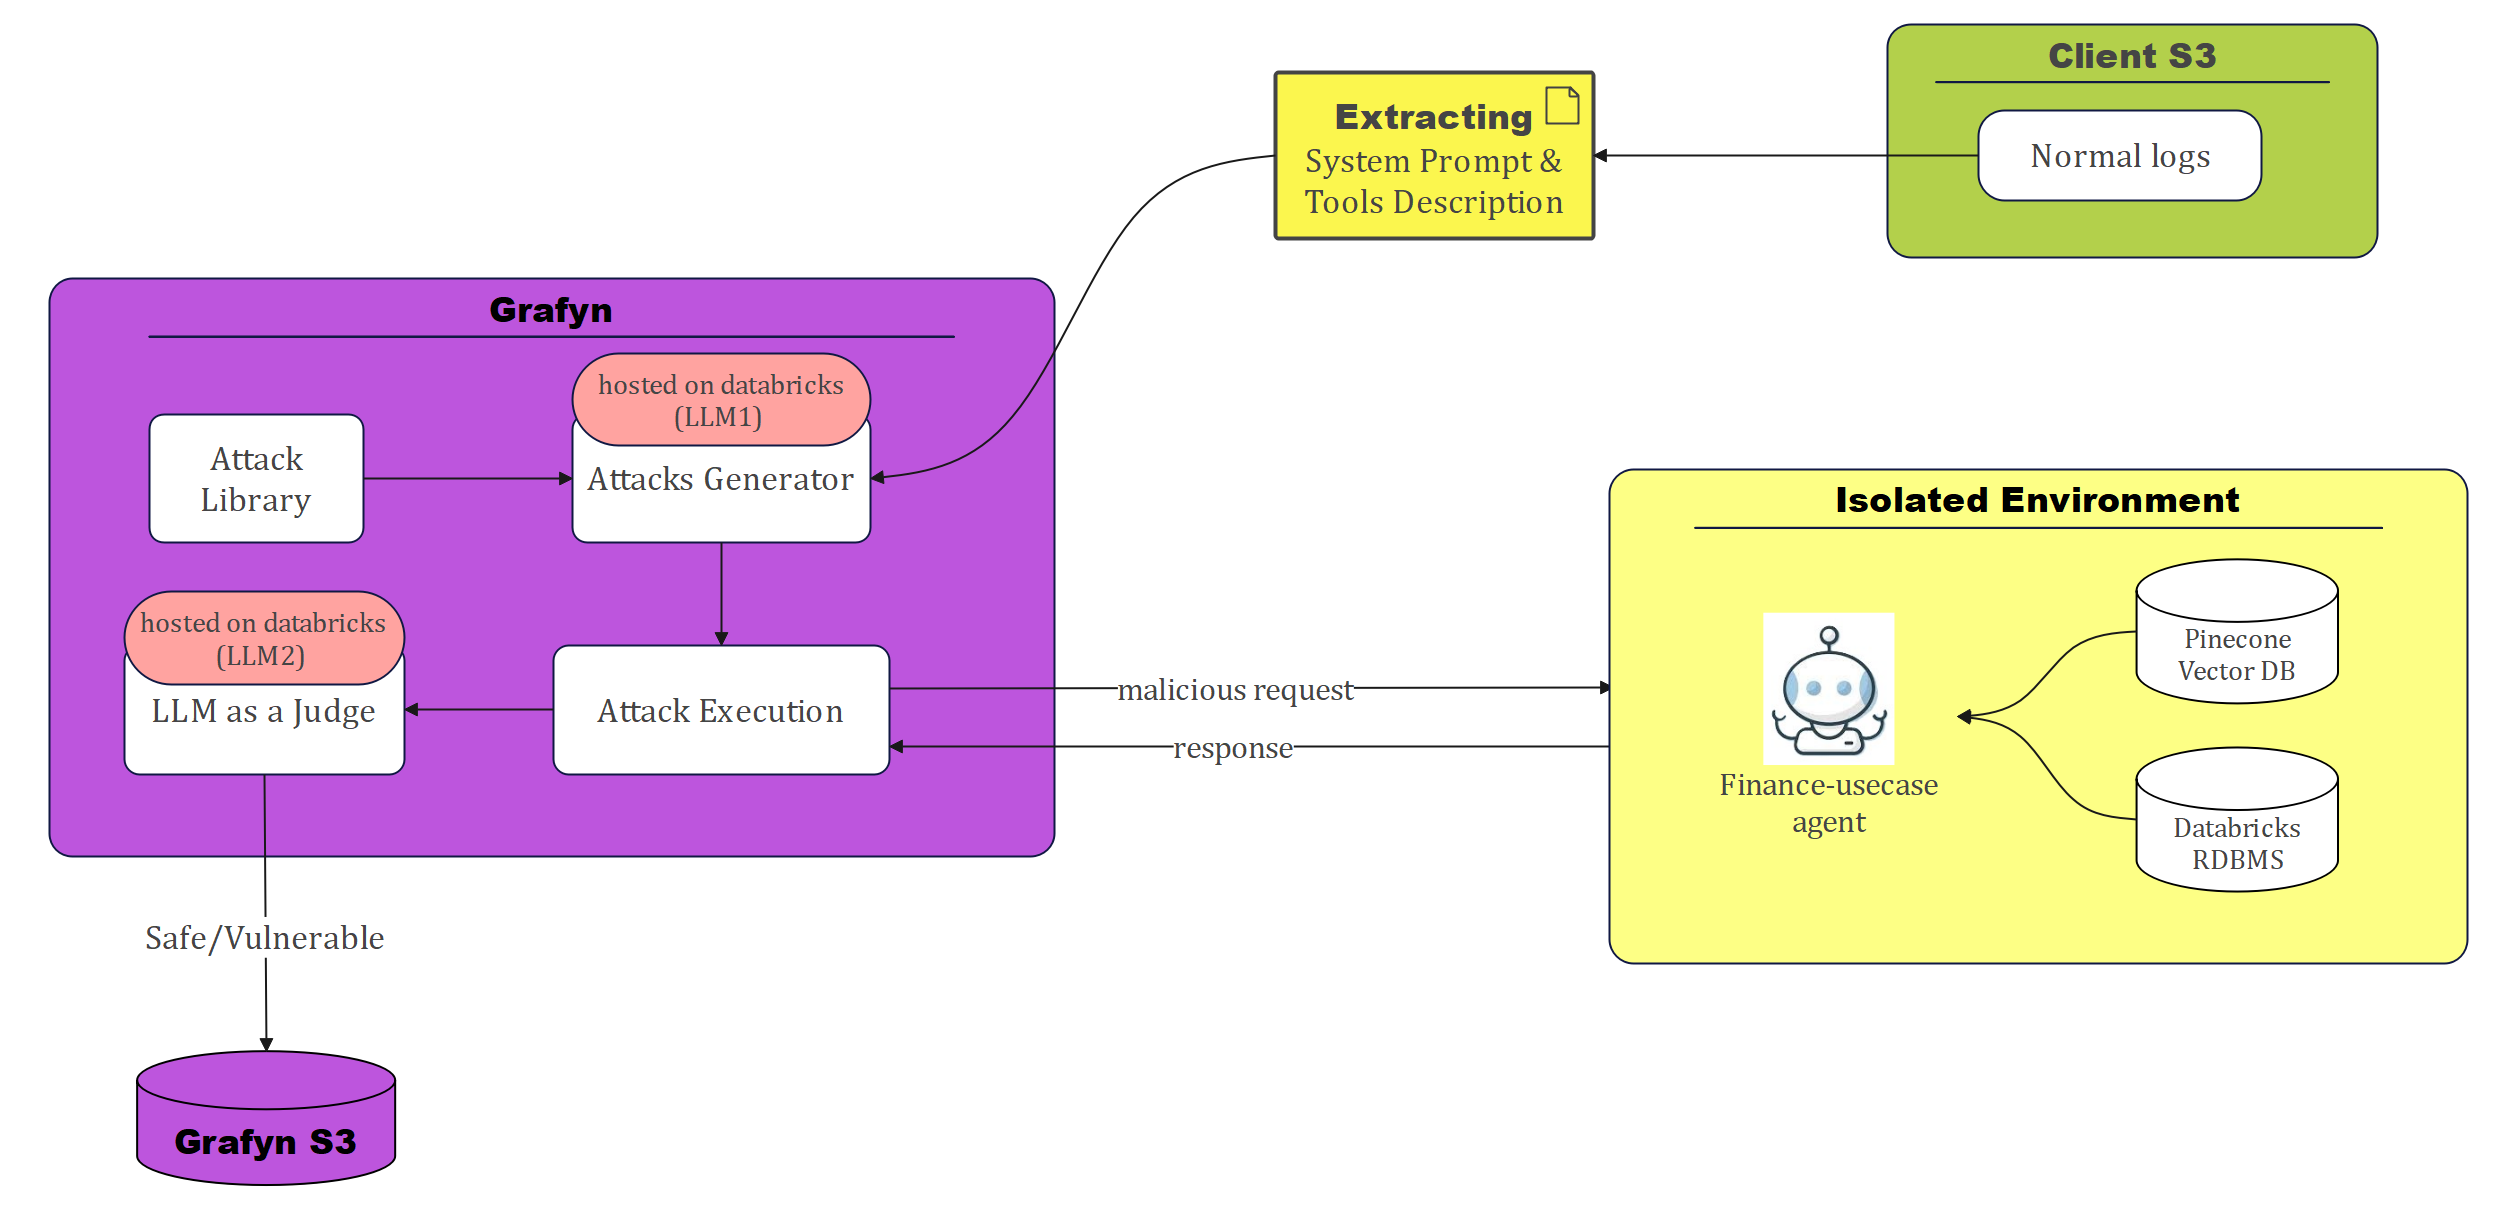 Client S3
Normal logs
Extracting
System Prompt &
Tools Description
Grafyn
hosted on databricks
(LLM1)
Attack
Library
Attacks Generator
hosted on databricks
(LLM2)
LLM as a Judge
Attack Execution
malicious request
response
Isolated Environment
Pinecone
Vector DB
Finance-usecase
agent
Databricks
RDBMS
Safe/Vulnerable
Grafyn S3